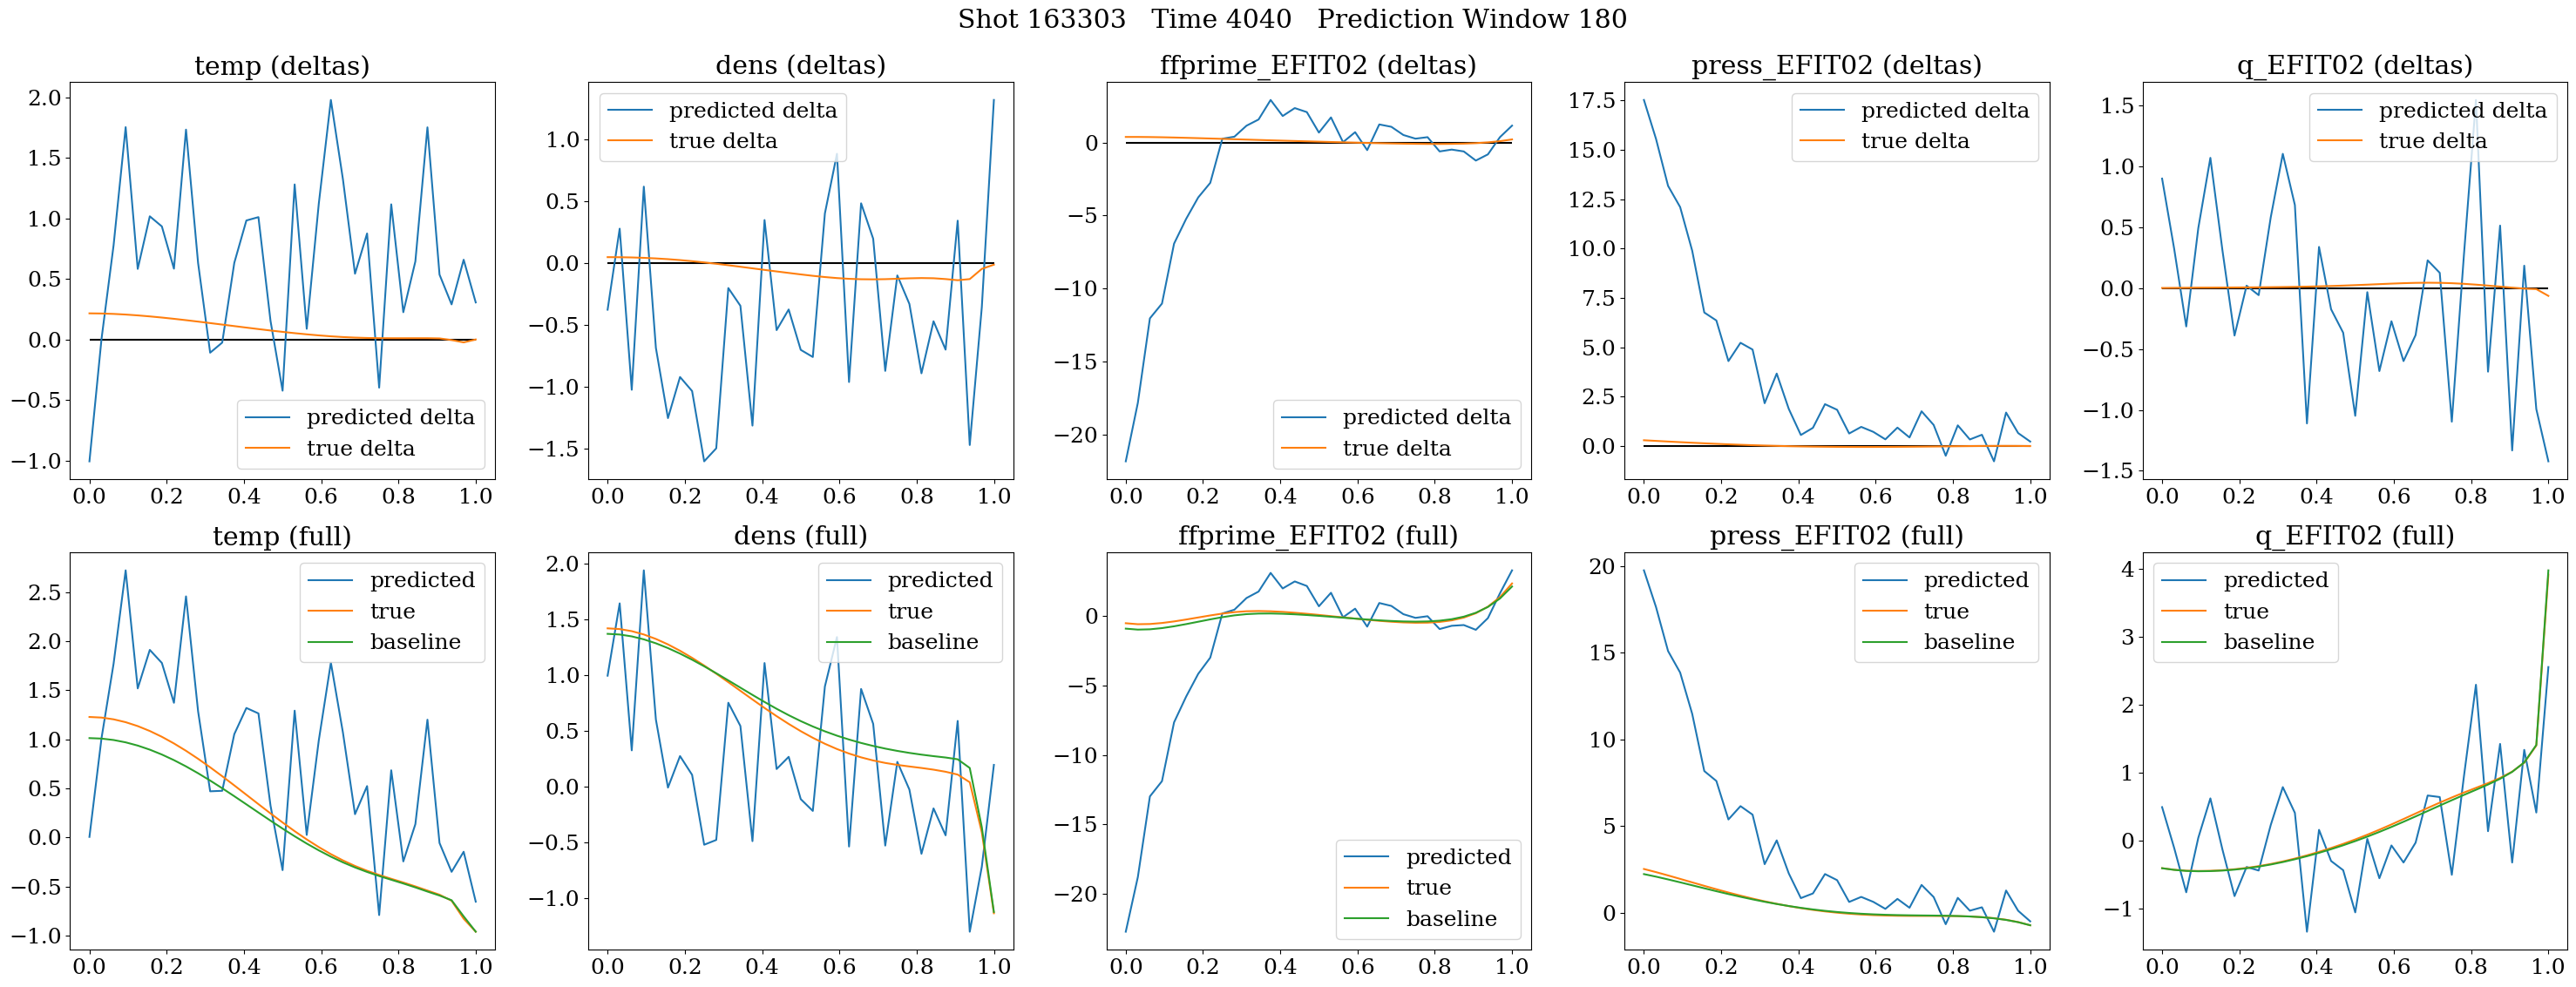 Shot 163303   Time 4040   Prediction Window 180
temp (deltas)
2.0
1.5
1.0
0.5
0.0
−0.5
−1.0
predicted delta
true delta
0.0 0.2 0.4 0.6 0.8 1.0
dens (deltas)
predicted delta
true delta
1.0
0.5
0.0
−0.5
−1.0
−1.5
0.0 0.2 0.4 0.6 0.8 1.0
ffprime_EFIT02 (deltas)
0
−5
−10
−15
−20
predicted delta
true delta
0.0 0.2 0.4 0.6 0.8 1.0
press_EFIT02 (deltas)
predicted delta
true delta
17.5
15.0
12.5
10.0
7.5
5.0
2.5
0.0
0.0 0.2 0.4 0.6 0.8 1.0
q_EFIT02 (deltas)
predicted delta
true delta
1.5
1.0
0.5
0.0
−0.5
−1.0
−1.5
0.0 0.2 0.4 0.6 0.8 1.0
temp (full)
predicted
true
baseline
2.5
2.0
1.5
1.0
0.5
0.0
−0.5
−1.0
0.0 0.2 0.4 0.6 0.8 1.0
dens (full)
predicted
true
baseline
2.0
1.5
1.0
0.5
0.0
−0.5
−1.0
0.0 0.2 0.4 0.6 0.8 1.0
ffprime_EFIT02 (full)
0
−5
−10
−15
−20
predicted
true
baseline
0.0 0.2 0.4 0.6 0.8 1.0
press_EFIT02 (full)
predicted
true
baseline
20
15
10
5
0
0.0 0.2 0.4 0.6 0.8 1.0
q_EFIT02 (full)
predicted
true
baseline
4
3
2
1
0
−1
0.0 0.2 0.4 0.6 0.8 1.0